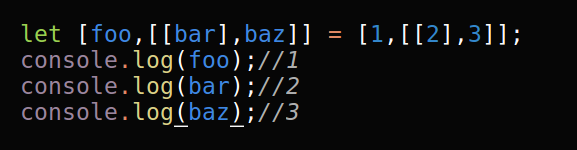 let [foo,[[bar],baz]] = [1,[[2],3]];
console.log(foo);//1
console.log(bar);//2
console.log(baz);//3